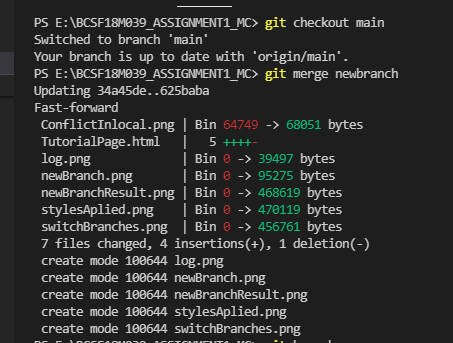 PS E:\BCSF18M039_ASSIGNMENT1_MC> git checkout main
Switched to branch 'main'
Your branch is up to date with 'origin/main'.
PS E:\BCSF18M039_ASSIGNMENT1_MC> git merge newbranch
Updating 34a45de..625baba
Fast-forward
ConflictInlocal.png | Bin 64749 -> 68051 bytes
TutorialPage.html | 5 ++++-
log.png | Bin 0 -> 39497 bytes
newBranch.png | Bin 0 -> 95275 bytes
newBranchResult.png | Bin 0 -> 468619 bytes
stylesAplied.png | Bin 0 -> 470119 bytes
switchBranches.png | Bin 0 -> 456761 bytes
7 files changed, 4 insertions(+), 1 deletion(-)
create mode 100644 log.png
create mode 100644 newBranch.png
create mode 100644 newBranchResult.png
create mode 100644 stylesAplied.png
create mode 100644 switchBranches.png